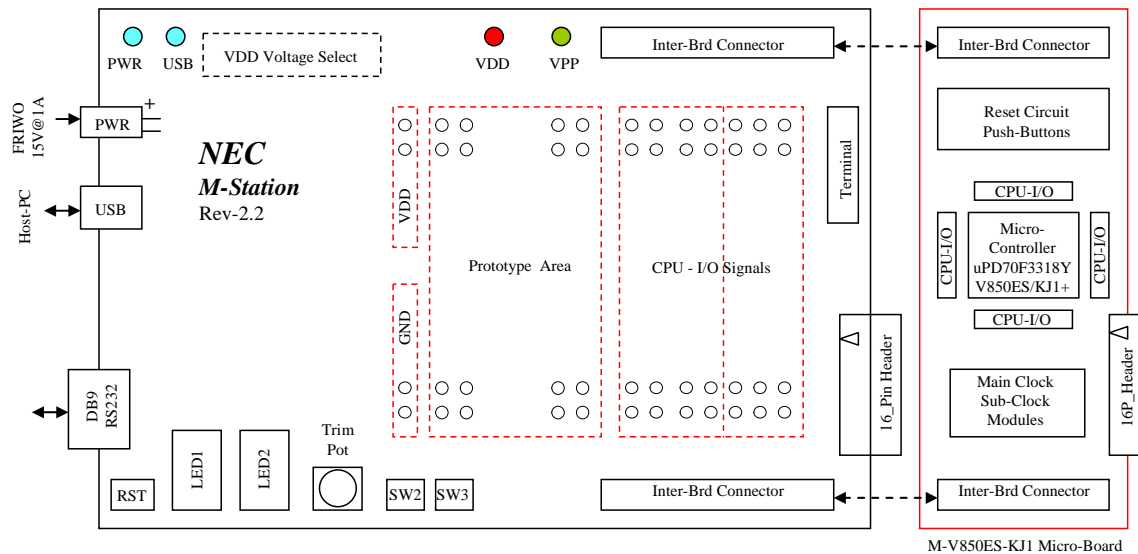 PWR
USB
VDD Voltage Select
VDD
VPP
Inter-Brd Connector
Inter-Brd Connector
FRIWO
15V@1A
PWR
+
NEC
M-Station
Rev-2.2
Host-PC
USB
VDD
GND
Prototype Area
CPU - I/O Signals
Terminal
Reset Circuit
Push-Buttons
CPU-I/O
CPU-I/O
Micro-
Controller
uPD70F3318Y
V850ES/KJ1+
CPU-I/O
CPU-I/O
16_Pin Header
16P_Header
Main Clock
Sub-Clock
Modules
DB9
RS232
RST
LED1
LED2
Trim
Pot
SW2
SW3
Inter-Brd Connector
Inter-Brd Connector
M-V850ES-KJ1 Micro-Board